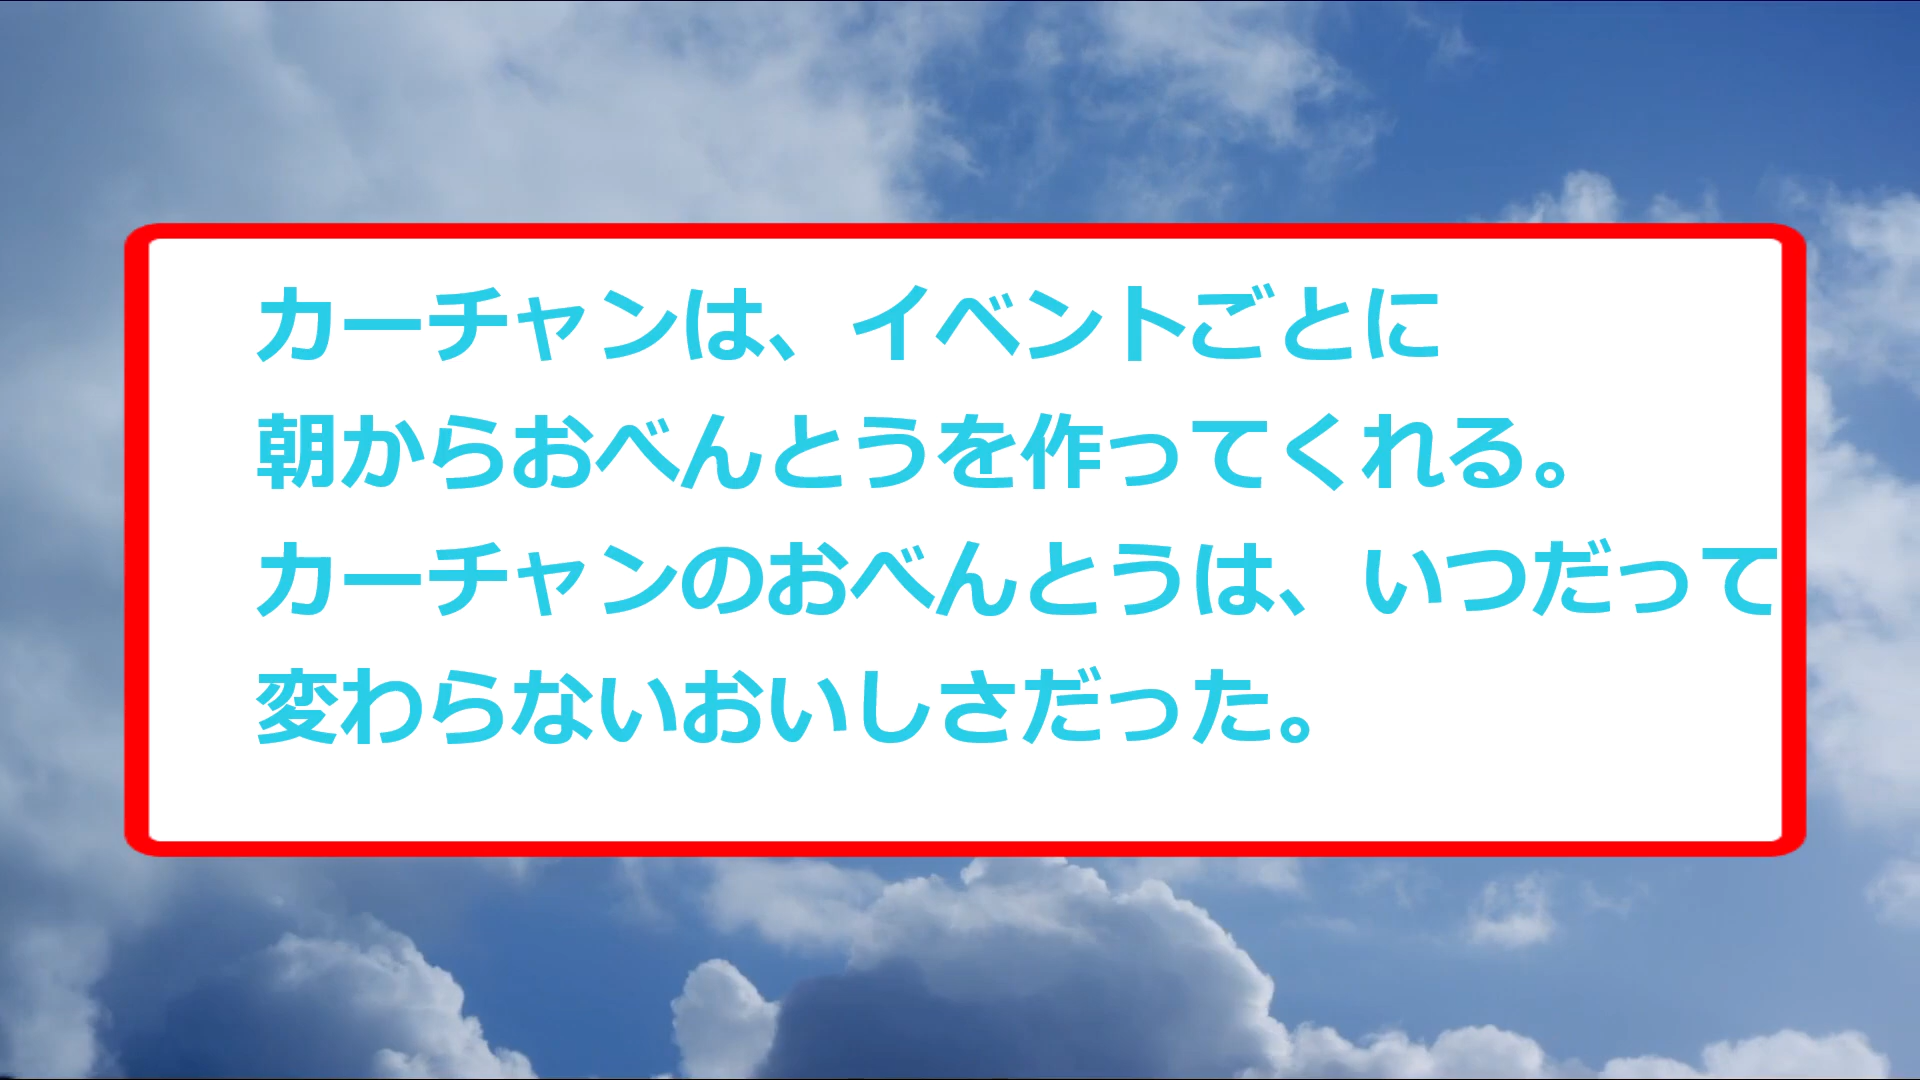 カーチャンは、イベントごとに
朝からおべんとうを作ってくれる。
カーチャンのおべんとうは、いつだって
変わらないおいしさだった。